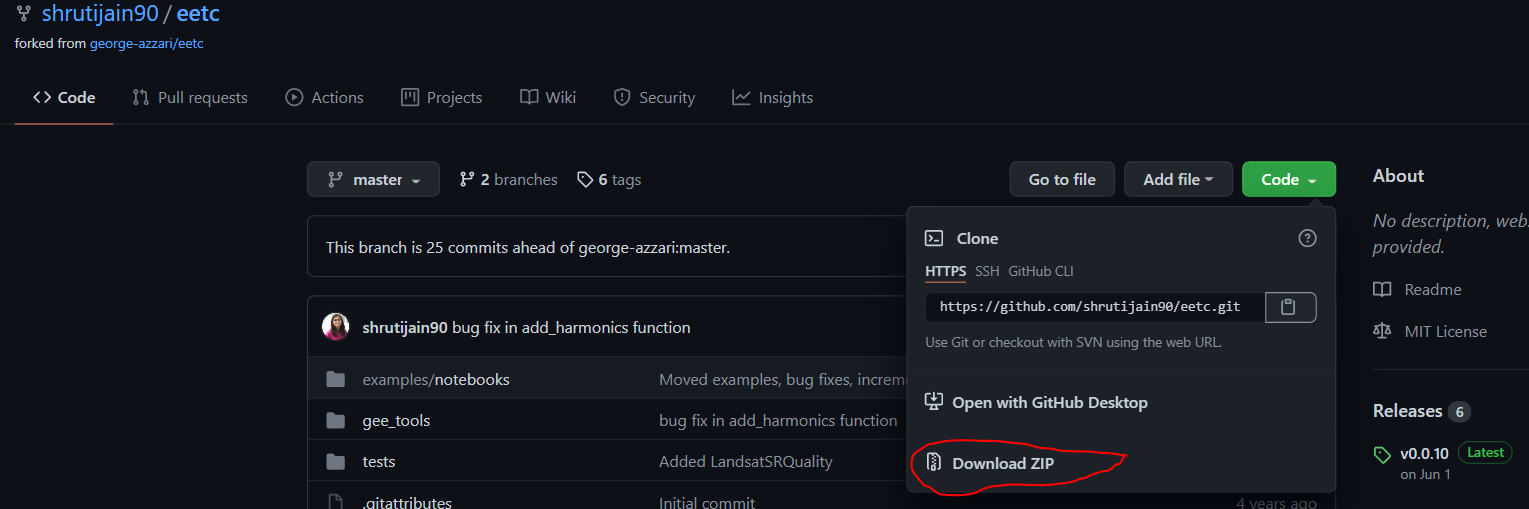 shrutijain90 / eetc
forked from george-azzari/eetc
Code Pull requests Actions Projects Wiki Security Insights
master 2 branches 6 tags Go to file Add file Code
This branch is 25 commits ahead of george-azzari:master.
shrutijain90 bug fix in add_harmonics function
examples/notebooks Moved examples, bug fixes, increm
gee_tools bug fix in add_harmonics function
tests Added LandsatSRQuality
.gitattributes Initial commit 4 years ago
Clone
HTTPS SSH GitHub CLI
https://github.com/shrutijain90/eetc.git
Use Git or checkout with SVN using the web URL.
Open with GitHub Desktop
Download ZIP
About
No description, webs
provided.
Readme
MIT License
Releases 6
v0.0.10 Latest
on Jun 1